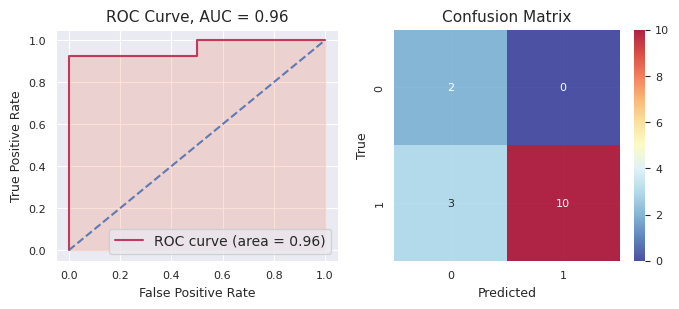 ROC Curve, AUC = 0.96
True Positive Rate
1.0
0.8
0.6
0.4
0.2
0.0
ROC curve (area = 0.96)
0.0 0.2 0.4 0.6 0.8 1.0
False Positive Rate
Confusion Matrix
True
0
1
2 0
3 10
0 1
Predicted
10
8
6
4
2
0